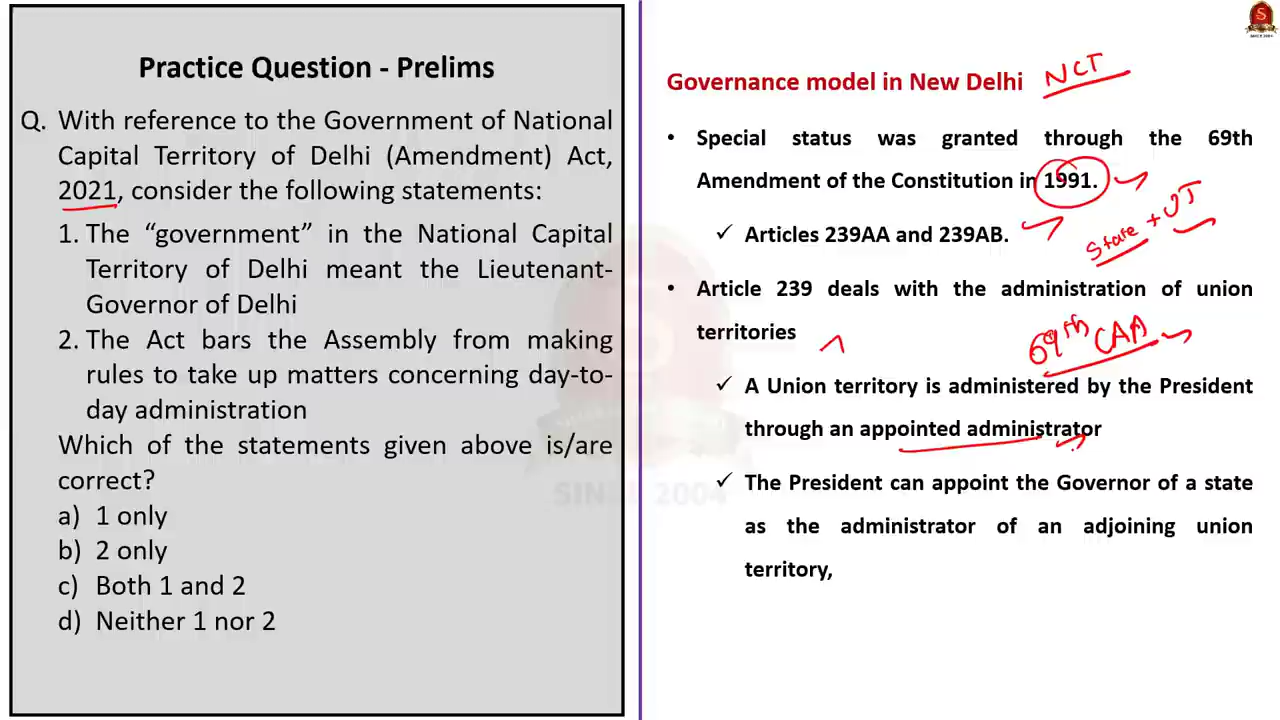 Practice Question - Prelims
Q. With reference to the Government of National
Capital Territory of Delhi (Amendment) Act,
2021, consider the following statements:
1. The “government” in the National Capital
Territory of Delhi meant the Lieutenant-
Governor of Delhi
2. The Act bars the Assembly from making
rules to take up matters concerning day-to-
day administration
Which of the statements given above is/are
correct?
a) 1 only
b) 2 only
c) Both 1 and 2
d) Neither 1 nor 2
SINCE 2004
Governance model in New Delhi NCT
• Special status was granted through the 69th
Amendment of the Constitution in 1991.
✓ Articles 239AA and 239AB.
State + UT
• Article 239 deals with the administration of union
territories
69th CAA
✓ A Union territory is administered by the President
through an appointed administrator
✓ The President can appoint the Governor of a state
as the administrator of an adjoining union
territory,
S
SINCE 2004